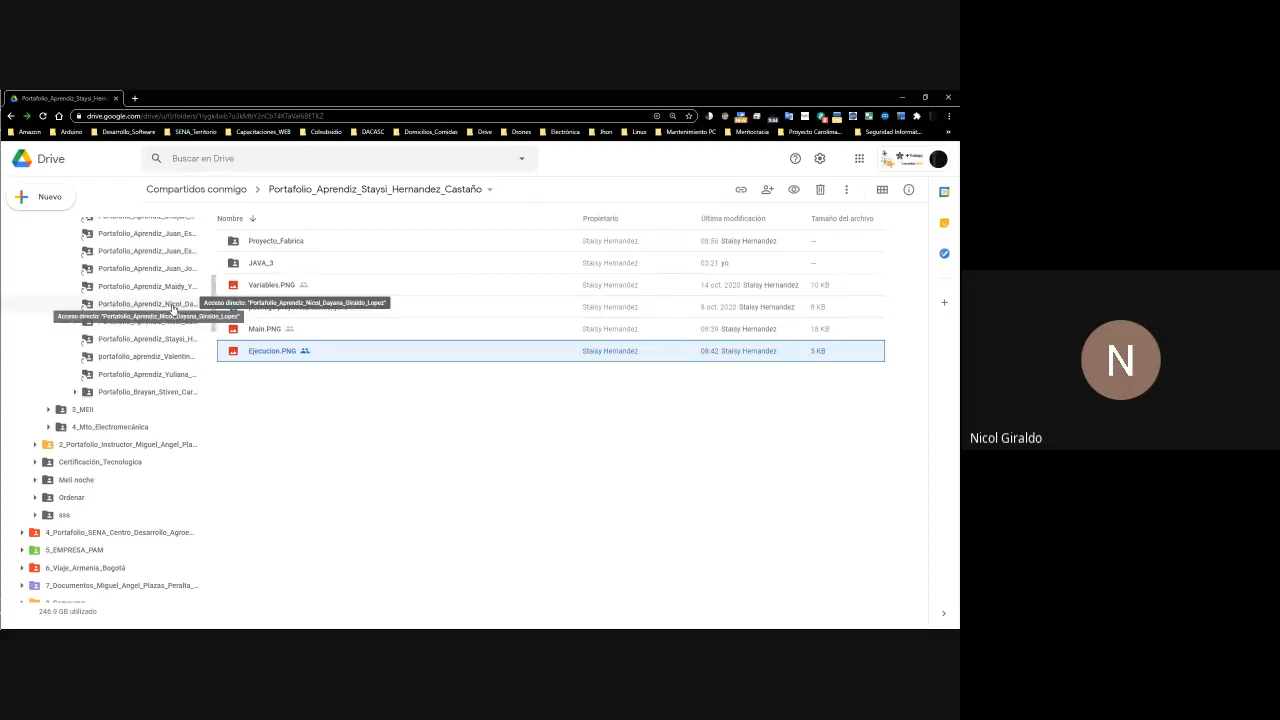 Portafolio_Aprendiz_Staysi_Hern
drive.google.com/drive/u/0/folders/
Amazon Arduino Desarrollo_Software SENA_Territorio Capacitaciones_WEB Colsubsidio DACASC Domicilios_Comidas Drive Drones Electrónica Jhon Linux Mantenimiento PC Meritocracia Proyecto Carolima... Seguridad Informát... »
Drive
Buscar en Drive
Nuevo
Compartidos conmigo > Portafolio_Aprendiz_Staysi_Hernandez_Castaño
Nombre Propietario Última modificación Tamaño del archivo
Proyecto_Fabrica Staisy Hernandez 08:56 Staisy Hernandez —
JAVA_3 Staisy Hernandez 03:21 yo —
Variables.PNG Staisy Hernandez 14 oct. 2020 Staisy Hernandez 10 KB
Staisy Hernandez 8 oct. 2020 Staisy Hernandez 6 KB
Main.PNG Staisy Hernandez 08:39 Staisy Hernandez 18 KB
Ejecucion.PNG Staisy Hernandez 08:42 Staisy Hernandez 5 KB
Portafolio_Aprendiz_Juan_Es...
Portafolio_Aprendiz_Juan_Es...
Portafolio_Aprendiz_Juan_Jo...
Portafolio_Aprendiz_Maidy_Y...
Portafolio_Aprendiz_Nicol_Da...
Acceso directo: "Portafolio_Aprendiz_Nicol_Dayana_Giraldo_Lopez"
Acceso directo: "Portafolio_Aprendiz_Nicol_Dayana_Giraldo_Lopez"
Portafolio_Aprendiz_Staysi_H...
portafolio_aprendiz_Valentin...
Portafolio_Aprendiz_Yuliana_...
Portafolio_Brayan_Stiven_Car...
3_MEII
4_Mto_Electromecánica
2_Portafolio_Instructor_Miguel_Angel_Pla...
Certificación_Tecnologica
Meli noche
Ordenar
sss
4_Portafolio_SENA_Centro_Desarrollo_Agroe...
5_EMPRESA_PAM
6_Viaje_Armenia_Bogotá
7_Documentos_Miguel_Angel_Plazas_Peralta_...
246.9 GB utilizado
N
Nicol Giraldo